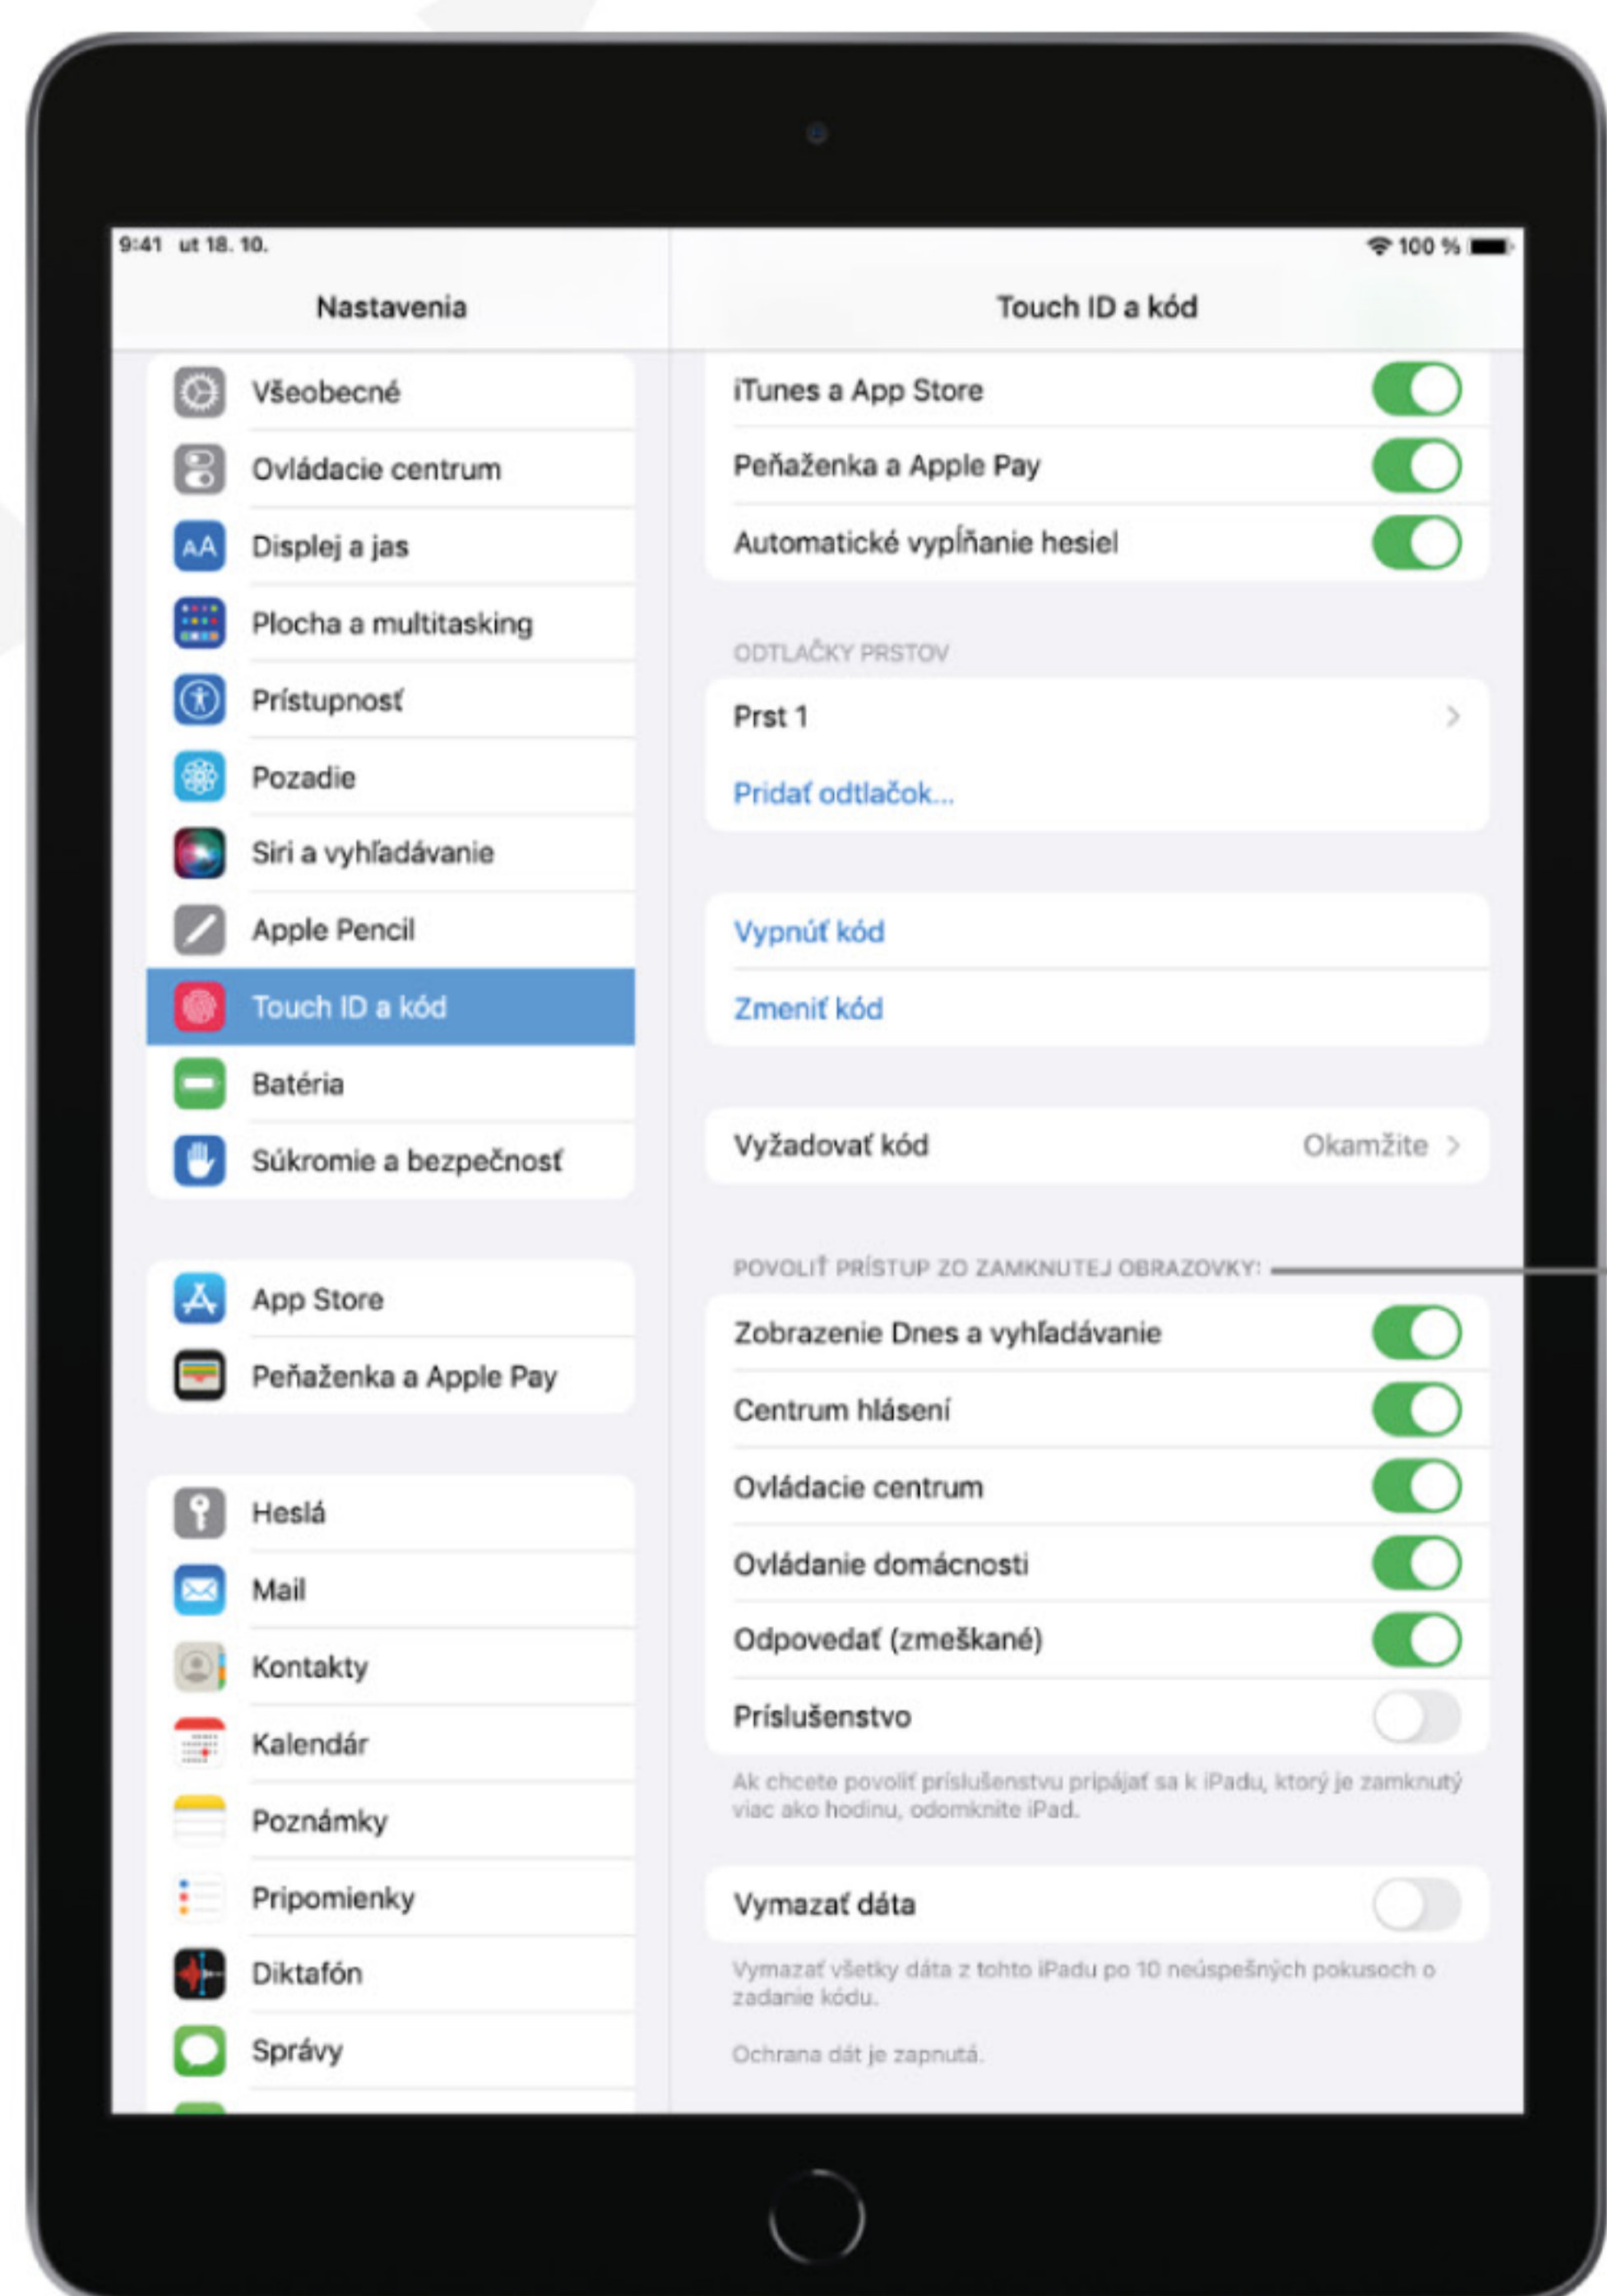 9:41 ut 18. 10.
100 %
Nastavenia
Všeobecné
Ovládacie centrum
AA Displej a jas
Plocha a multitasking
Prístupnosť
Pozadie
Siri a vyhľadávanie
Apple Pencil
Touch ID a kód
Batéria
Súkromie a bezpečnosť
App Store
Peňaženka a Apple Pay
Heslá
Mail
Kontakty
Kalendár
Poznámky
Pripomienky
Diktafón
Správy
Touch ID a kód
iTunes a App Store
Peňaženka a Apple Pay
Automatické vypĺňanie hesiel
ODTLAČKY PRSTOV
Prst 1
Pridať odtlačok...
Vypnúť kód
Zmeniť kód
Vyžadovať kód Okamžite
POVOLIŤ PRÍSTUP ZO ZAMKNUTEJ OBRAZOVKY:
Zobrazenie Dnes a vyhľadávanie
Centrum hlásení
Ovládacie centrum
Ovládanie domácnosti
Odpovedať (zmeškané)
Príslušenstvo
Ak chcete povoliť príslušenstvu pripájať sa k iPadu, ktorý je zamknutý
viac ako hodinu, odomknite iPad.
Vymazať dáta
Vymazať všetky dáta z tohto iPadu po 10 neúspešných pokusoch o
zadanie kódu.
Ochrana dát je zapnutá.